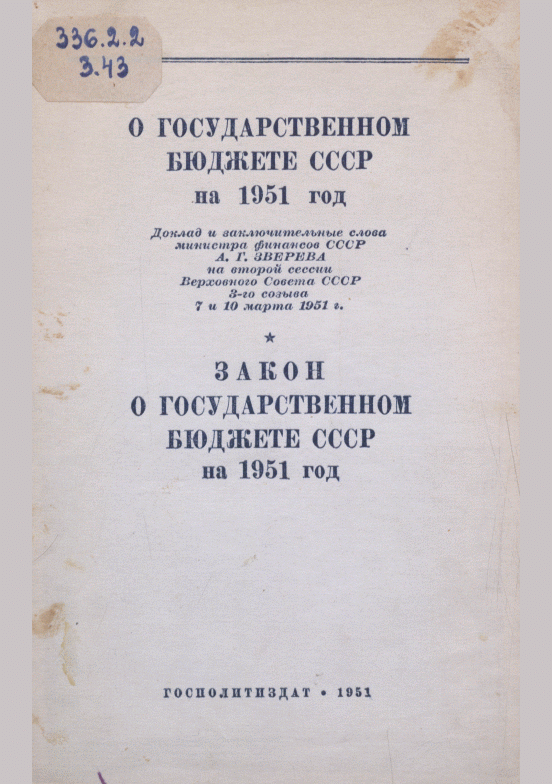 336.2.2
3.43
О ГОСУДАРСТВЕННОМ
БЮДЖЕТЕ СССР
на 1951 год
Доклад и заключительные слова
министра финансов СССР
А. Г. ЗВЕРЕВА
на второй сессии
Верховного Совета СССР
3-го созыва
7 и 10 марта 1951 г.
★
ЗАКОН
О ГОСУДАРСТВЕННОМ
БЮДЖЕТЕ СССР
на 1951 год
ГОСПОЛИТИЗДАТ • 1951